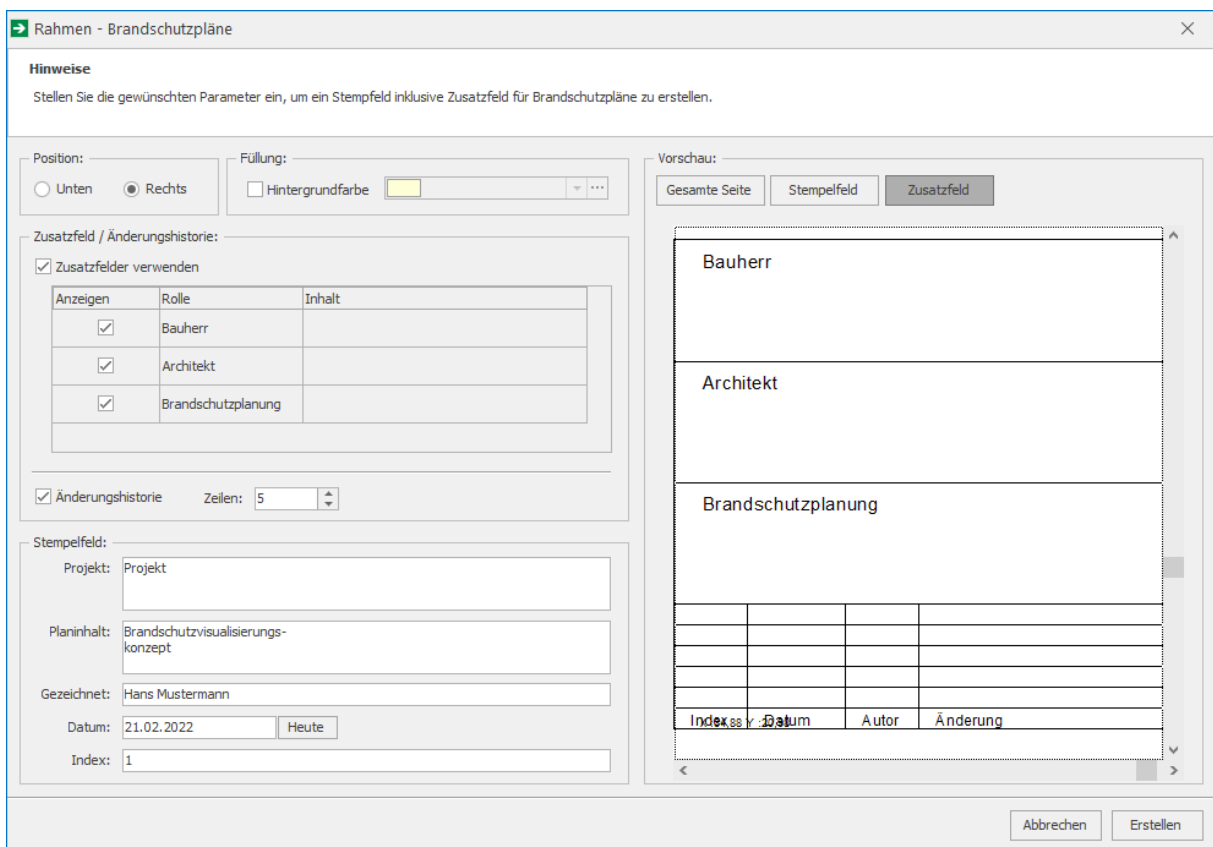 Rahmen - Brandschutzpläne
Hinweise
Stellen Sie die gewünschten Parameter ein, um ein Stempfeld inklusive Zusatzfeld für Brandschutzpläne zu erstellen.
Position:
Unten Rechts
Füllung:
Hintergrundfarbe
Zusatzfeld / Änderungshistorie:
Zusatzfelder verwenden
Anzeigen Rolle Inhalt
Bauherr
Architekt
Brandschutzplanung
Änderungshistorie Zeilen: 5
Stempelfeld:
Projekt: Projekt
Planinhalt: Brandschutzvisualisierungs-
konzept
Gezeichnet: Hans Mustermann
Datum: 21.02.2022 Heute
Index: 1
Vorschau:
Gesamte Seite Stempelfeld Zusatzfeld
Bauherr
Architekt
Brandschutzplanung
Index Datum Autor Änderung
Abbrechen Erstellen